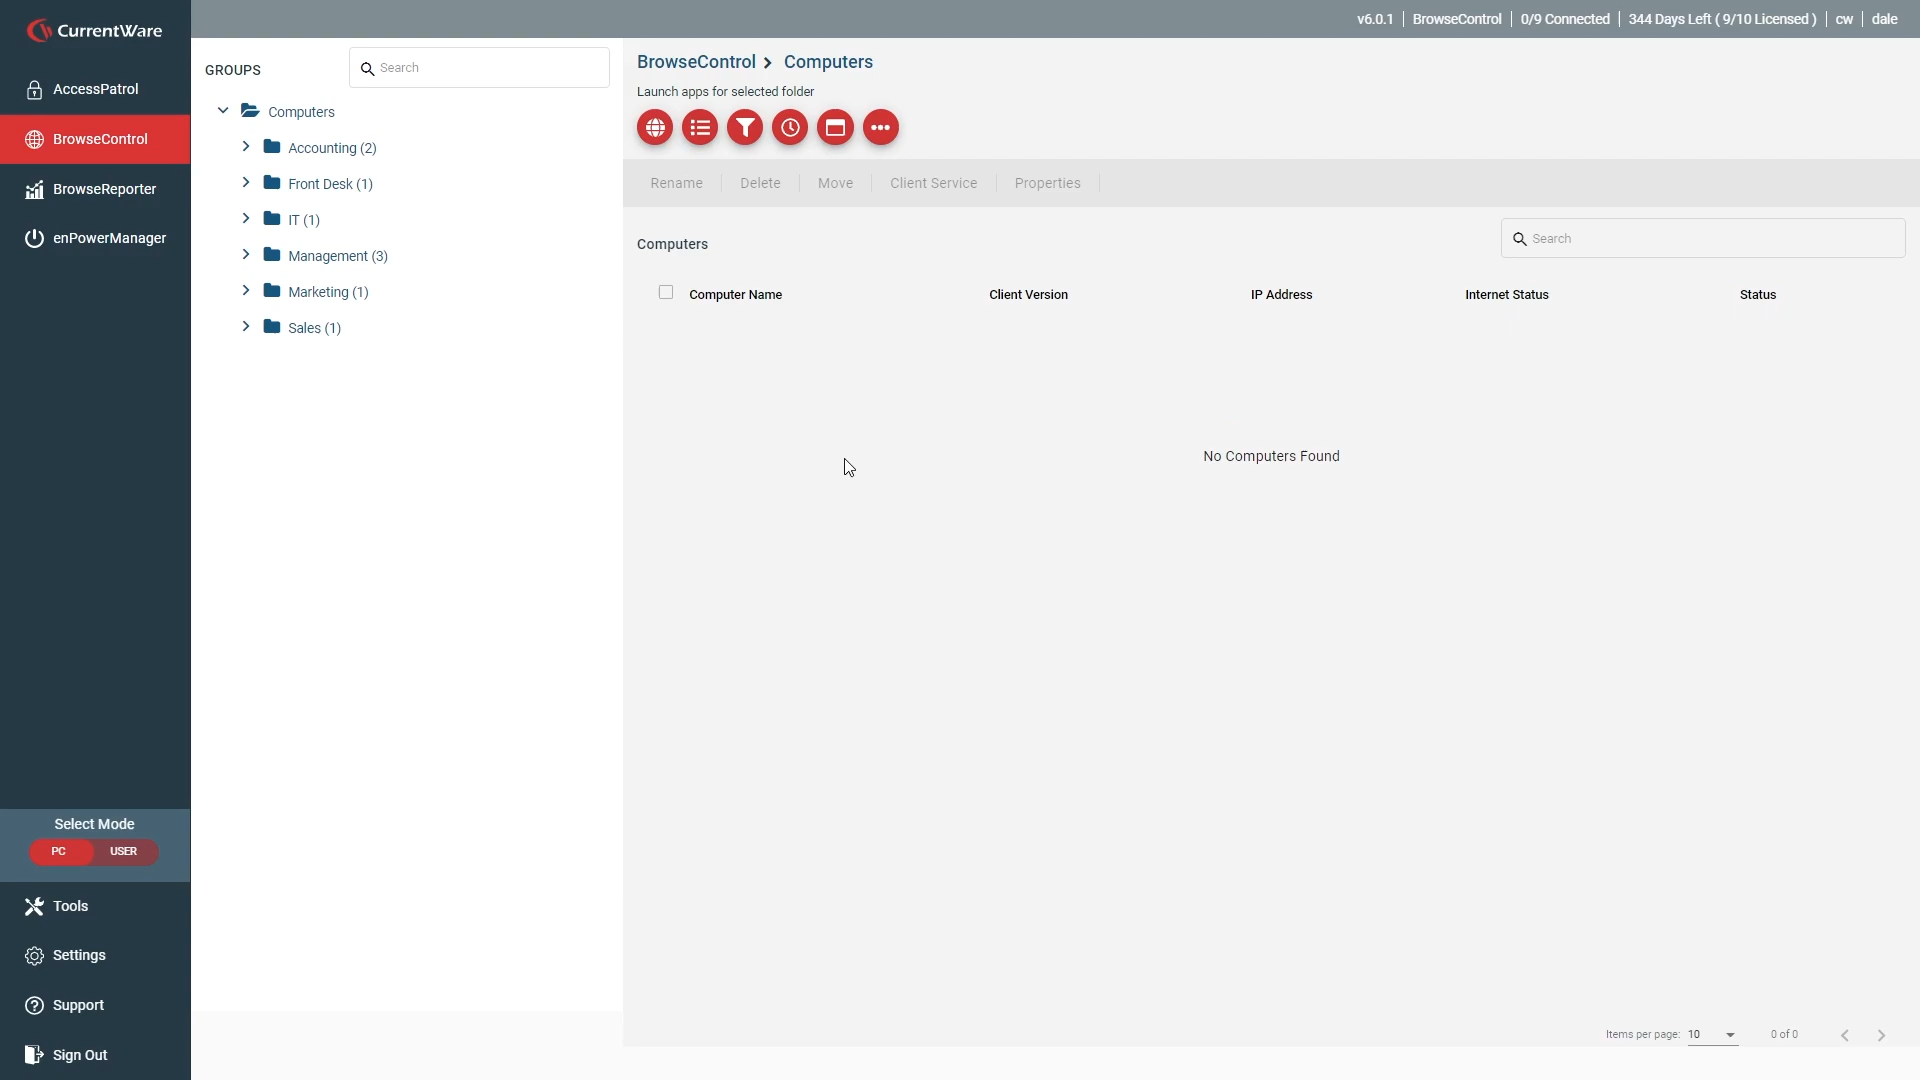 CurrentWare
AccessPatrol
BrowseControl
BrowseReporter
enPowerManager
Select Mode
PC USER
Tools
Settings
Support
Sign Out
GROUPS
Search
Computers
Accounting (2)
Front Desk (1)
IT (1)
Management (3)
Marketing (1)
Sales (1)
v6.0.1 | BrowseControl | 0/9 Connected | 344 Days Left ( 9/10 Licensed ) | cw | dale
BrowseControl > Computers
Launch apps for selected folder
Rename | Delete | Move | Client Service | Properties |
Computers
Search
Computer Name Client Version IP Address Internet Status Status
No Computers Found
Items per page: 10 0 of 0